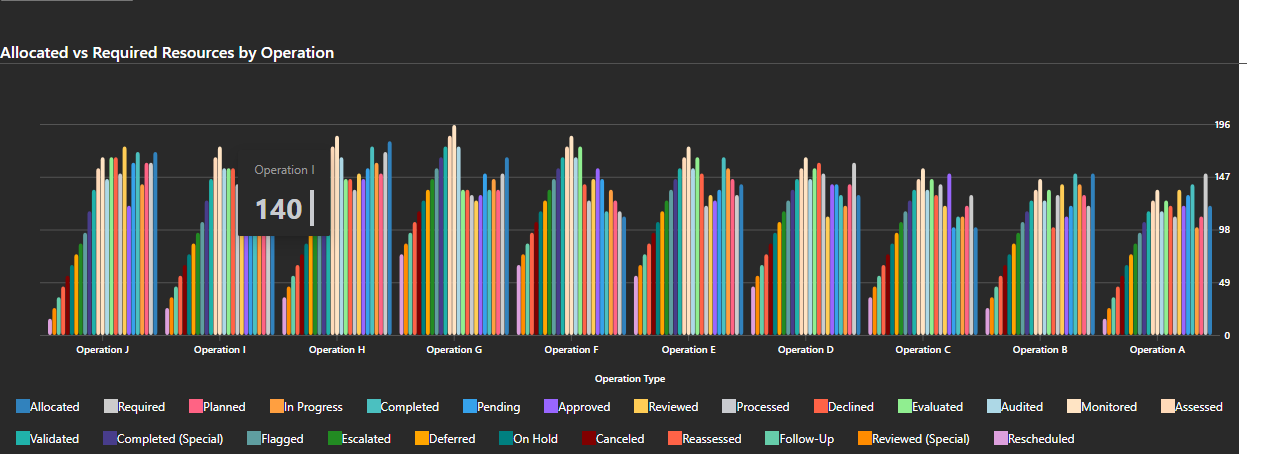 Allocated vs Required Resources by Operation
196
Operation I
147
140
98
49
0
Operation J Operation I Operation H Operation G Operation F Operation E Operation D Operation C Operation B Operation A
Operation Type
Allocated Required Planned In Progress Completed Pending Approved Reviewed Processed Declined Evaluated Audited Monitored Assessed
Validated Completed (Special) Flagged Escalated Deferred On Hold Canceled Reassessed Follow-Up Reviewed (Special) Rescheduled